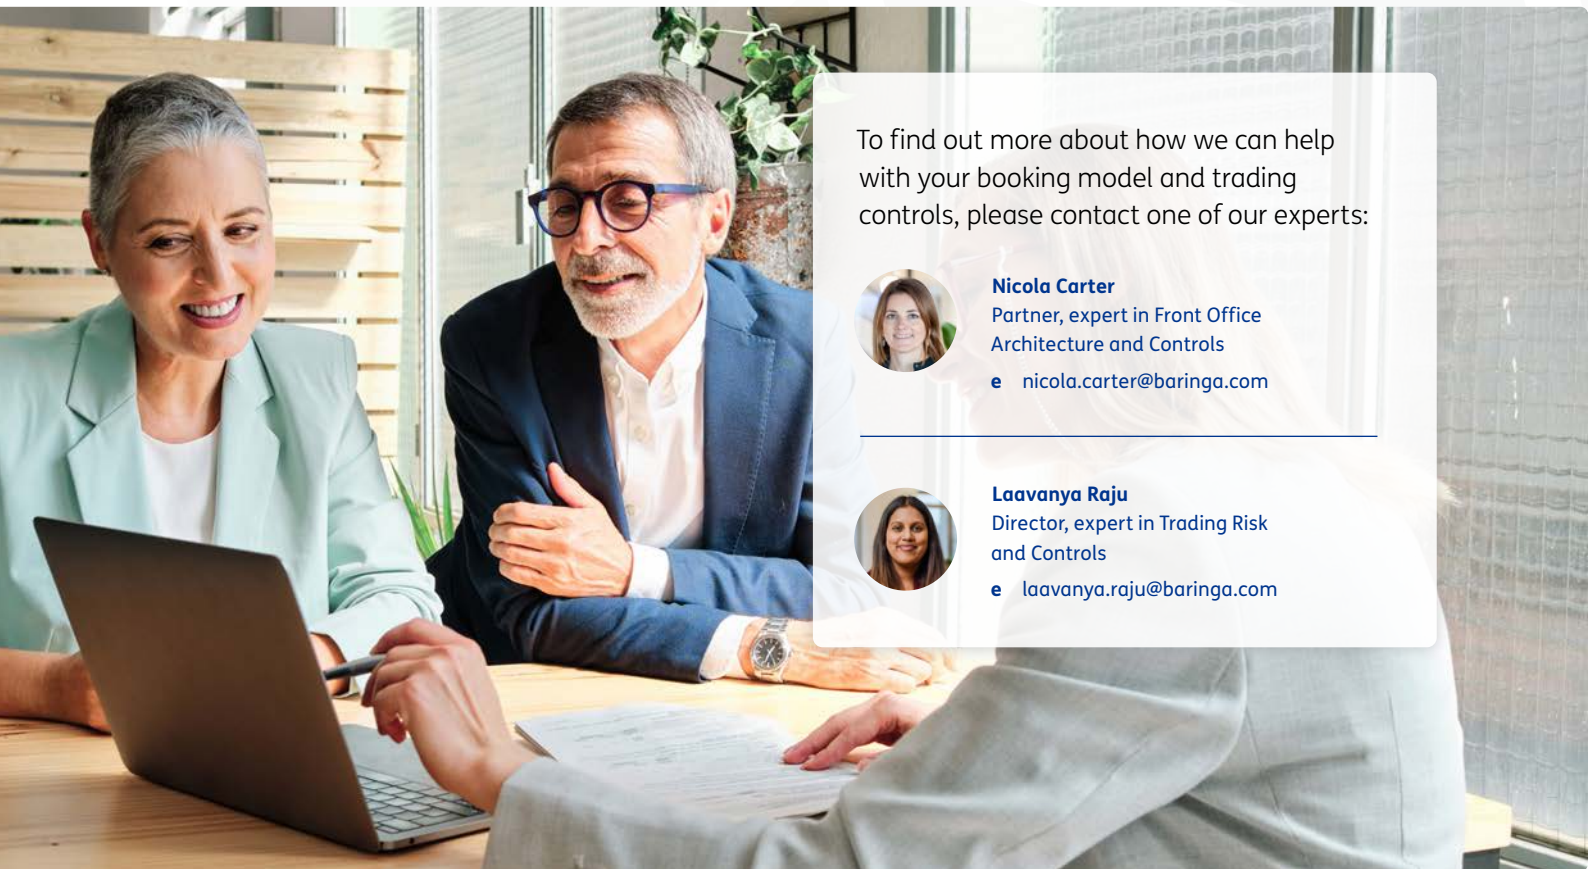 To find out more about how we can help
with your booking model and trading
controls, please contact one of our experts:
Nicola Carter
Partner, expert in Front Office
Architecture and Controls
e nicola.carter@baringa.com
Laavanya Raju
Director, expert in Trading Risk
and Controls
e laavanya.raju@baringa.com